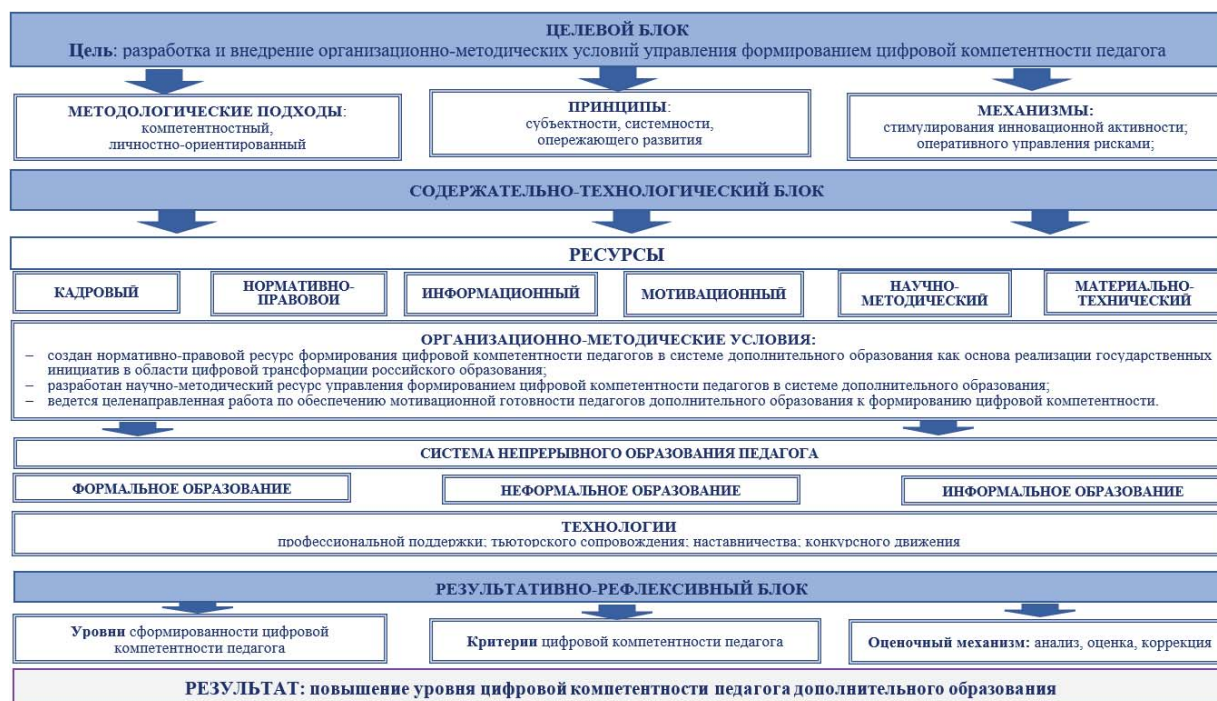 ЦЕЛЕВОЙ БЛОК
Цель: разработка и внедрение организационно-методических условий управления формированием цифровой компетентности педагога
МЕТОДОЛОГИЧЕСКИЕ ПОДХОДЫ:
компетентностный,
личностно-ориентированный
ПРИНЦИПЫ:
субъектности, системности,
опережающего развития
МЕХАНИЗМЫ:
стимулирования инновационной активности;
оперативного управления рисками;
СОДЕРЖАТЕЛЬНО-ТЕХНОЛОГИЧЕСКИЙ БЛОК
РЕСУРСЫ
КАДРОВЫЙ
НОРМАТИВНО-
ПРАВОВОЙ
ИНФОРМАЦИОННЫЙ
МОТИВАЦИОННЫЙ
НАУЧНО-
МЕТОДИЧЕСКИЙ
МАТЕРИАЛЬНО-
ТЕХНИЧЕСКИЙ
ОРГАНИЗАЦИОННО-МЕТОДИЧЕСКИЕ УСЛОВИЯ:
– создан нормативно-правовой ресурс формирования цифровой компетентности педагогов в системе дополнительного образования как основа реализации государственных
инициатив в области цифровой трансформации российского образования;
– разработан научно-методический ресурс управления формированием цифровой компетентности педагогов в системе дополнительного образования;
– ведется целенаправленная работа по обеспечению мотивационной готовности педагогов дополнительного образования к формированию цифровой компетентности.
СИСТЕМА НЕПРЕРЫВНОГО ОБРАЗОВАНИЯ ПЕДАГОГА
ФОРМАЛЬНОЕ ОБРАЗОВАНИЕ
НЕФОРМАЛЬНОЕ ОБРАЗОВАНИЕ
ИНФОРМАЛЬНОЕ ОБРАЗОВАНИЕ
ТЕХНОЛОГИИ
профессиональной поддержки; тьюторского сопровождения; наставничества; конкурсного движения
РЕЗУЛЬТАТИВНО-РЕФЛЕКСИВНЫЙ БЛОК
Уровни сформированности цифровой
компетентности педагога
Критерии цифровой компетентности педагога
Оценочный механизм: анализ, оценка, коррекция
РЕЗУЛЬТАТ: повышение уровня цифровой компетентности педагога дополнительного образования